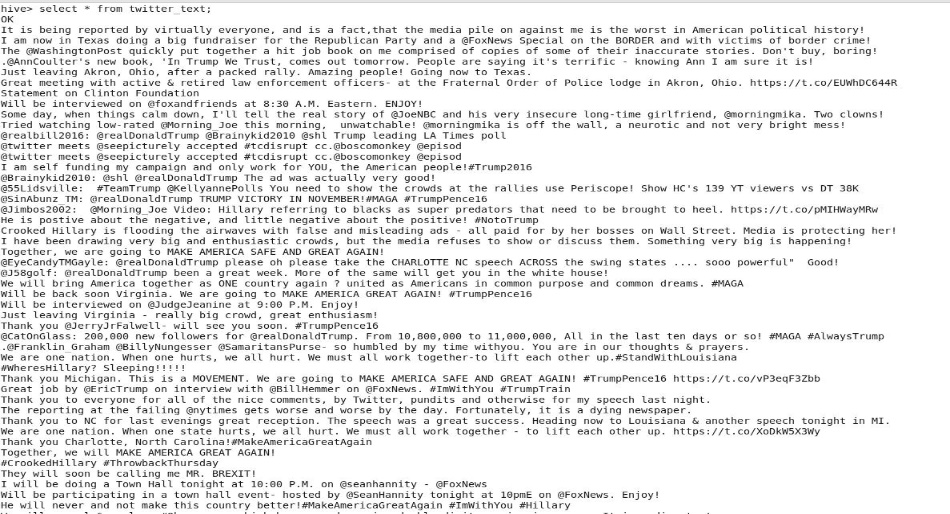 hive> select * from twitter_text;
OK
It is being reported by virtually everyone, and is a fact,that the media pile on against me is the worst in American political history!
I am now in Texas doing a big fundraiser for the Republican Party and a @FoxNews Special on the BORDER and with victims of border crime!
The @WashingtonPost quickly put together a hit job book on me comprised of copies of some of their inaccurate stories. Don't buy, boring!
.@AnnCoulter's new book, 'In Trump We Trust, comes out tomorrow. People are saying it's terrific - knowing Ann I am sure it is!
Just leaving Akron, Ohio, after a packed rally. Amazing people! Going now to Texas.
Great meeting with active & retired law enforcement officers- at the Fraternal Order of Police lodge in Akron, Ohio. https://t.co/EUWhDC644R
Statement on Clinton Foundation
Will be interviewed on @foxandfriends at 8:30 A.M. Eastern. ENJOY!
Some day, when things calm down, I'll tell the real story of @JoeNBC and his very insecure long-time girlfriend, @morningmika. Two clowns!
Tried watching low-rated @Morning_Joe this morning,  unwatchable! @morningmika is off the wall, a neurotic and not very bright mess!
@realbill2016: @realDonaldTrump @Brainykid2010 @shl Trump leading LA Times poll
@twitter meets @seepicturely accepted #tcdisrupt cc.@boscomonkey @episod
@twitter meets @seepicturely accepted #tcdisrupt cc.@boscomonkey @episod
I am self funding my campaign and only work for YOU, the American people!#Trump2016
@Brainykid2010: @shl @realDonaldTrump The ad was actually very good!
@55Lidsville:  #TeamTrump @KellyannePolls You need to show the crowds at the rallies use Periscope! Show HC's 139 YT viewers vs DT 38K
@SinAbunz_TM: @realDonaldTrump TRUMP VICTORY IN NOVEMBER!#MAGA #TrumpPence16
@Jimbos2002:  @Morning_Joe Video: Hillary referring to blacks as super predators that need to be brought to heel. https://t.co/pMIHWayMRw
He is postive about the negative, and little negative about the positive! #NotoTrump
Crooked Hillary is flooding the airwaves with false and misleading ads - all paid for by her bosses on Wall Street. Media is protecting her!
I have been drawing very big and enthusiastic crowds, but the media refuses to show or discuss them. Something very big is happening!
Together, we are going to MAKE AMERICA SAFE AND GREAT AGAIN!
@EyeCandyTMGayle: @realDonaldTrump please oh please take the CHARLOTTE NC speech ACROSS the swing states .... sooo powerful"  Good!
@J58golf: @realDonaldTrump been a great week. More of the same will get you in the white house!
We will bring America together as ONE country again ? united as Americans in common purpose and common dreams. #MAGA
Will be back soon Virginia. We are going to MAKE AMERICA GREAT AGAIN! #TrumpPence16
Will be interviewed on @JudgeJeanine at 9:00 P.M. Enjoy!
Just leaving Virginia - really big crowd, great enthusiasm!
Thank you @JerryJrFalwell- will see you soon. #TrumpPence16
@CatOnGlass: 200,000 new followers for @realDonaldTrump. From 10,800,000 to 11,000,000, All in the last ten days or so! #MAGA #AlwaysTrump
.@Franklin_Graham @BillyNungesser @SamaritansPurse- so humbled by my time withyou. You are in our thoughts & prayers.
We are one nation. When one hurts, we all hurt. We must all work together-to lift each other up.#StandWithLouisiana
#WheresHillary? Sleeping!!!!!
Thank you Michigan. This is a MOVEMENT. We are going to MAKE AMERICA SAFE AND GREAT AGAIN! #TrumpPence16 https://t.co/vP3eqF3Zbb
Great job by @EricTrump on interview with @BillHemmer on @FoxNews. #ImWithYou #TrumpTrain
Thank you to everyone for all of the nice comments, by Twitter, pundits and otherwise for my speech last night.
The reporting at the failing @nytimes gets worse and worse by the day. Fortunately, it is a dying newspaper.
Thank you to NC for last evenings great reception. The speech was a great success. Heading now to Louisiana & another speech tonight in MI.
We are one nation. When one state hurts, we all hurt. We must all work together - to lift each other up. https://t.co/XoDkW5X3Wy
Thank you Charlotte, North Carolina!#MakeAmericaGreatAgain
Together, we will MAKE AMERICA GREAT AGAIN!
#CrookedHillary #ThrowbackThursday
They will soon be calling me MR. BREXIT!
I will be doing a Town Hall tonight at 10:00 P.M. on @seanhannity - @FoxNews
Will be participating in a town hall event- hosted by @SeanHannity tonight at 10pmE on @FoxNews. Enjoy!
He will never and not make this country better!#MakeAmericaGreatAgain #ImWithYou #Hillary